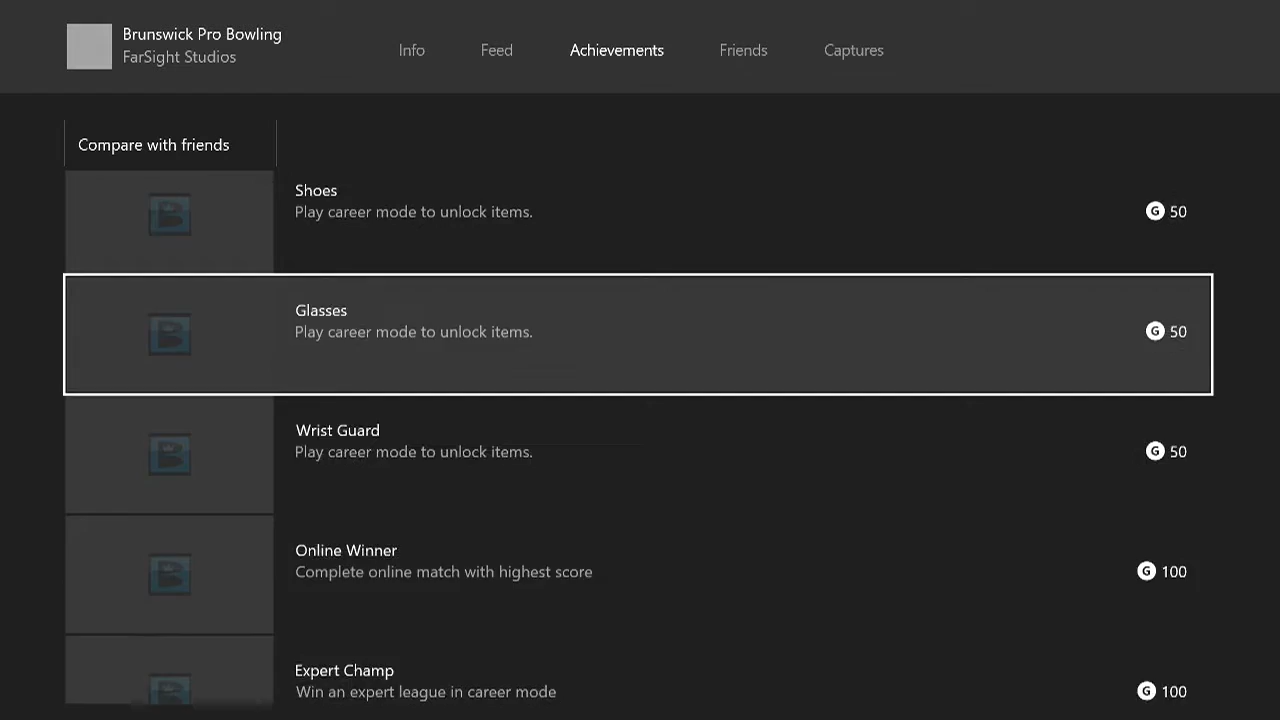 Brunswick Pro Bowling
FarSight Studios
Info
Feed
Achievements
Friends
Captures
Compare with friends
Shoes
Play career mode to unlock items.
G 50
Glasses
Play career mode to unlock items.
G 50
Wrist Guard
Play career mode to unlock items.
G 50
Online Winner
Complete online match with highest score
G 100
Expert Champ
Win an expert league in career mode
G 100